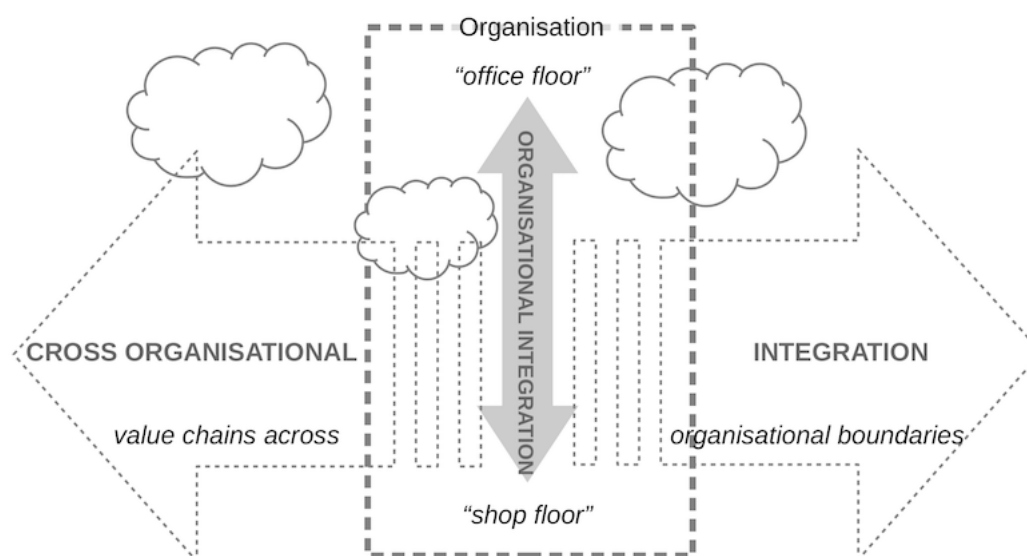 Organisation
“office floor”
ORGANISATIONAL INTEGRATION
CROSS ORGANISATIONAL
INTEGRATION
value chains across
organisational boundaries
“shop floor”